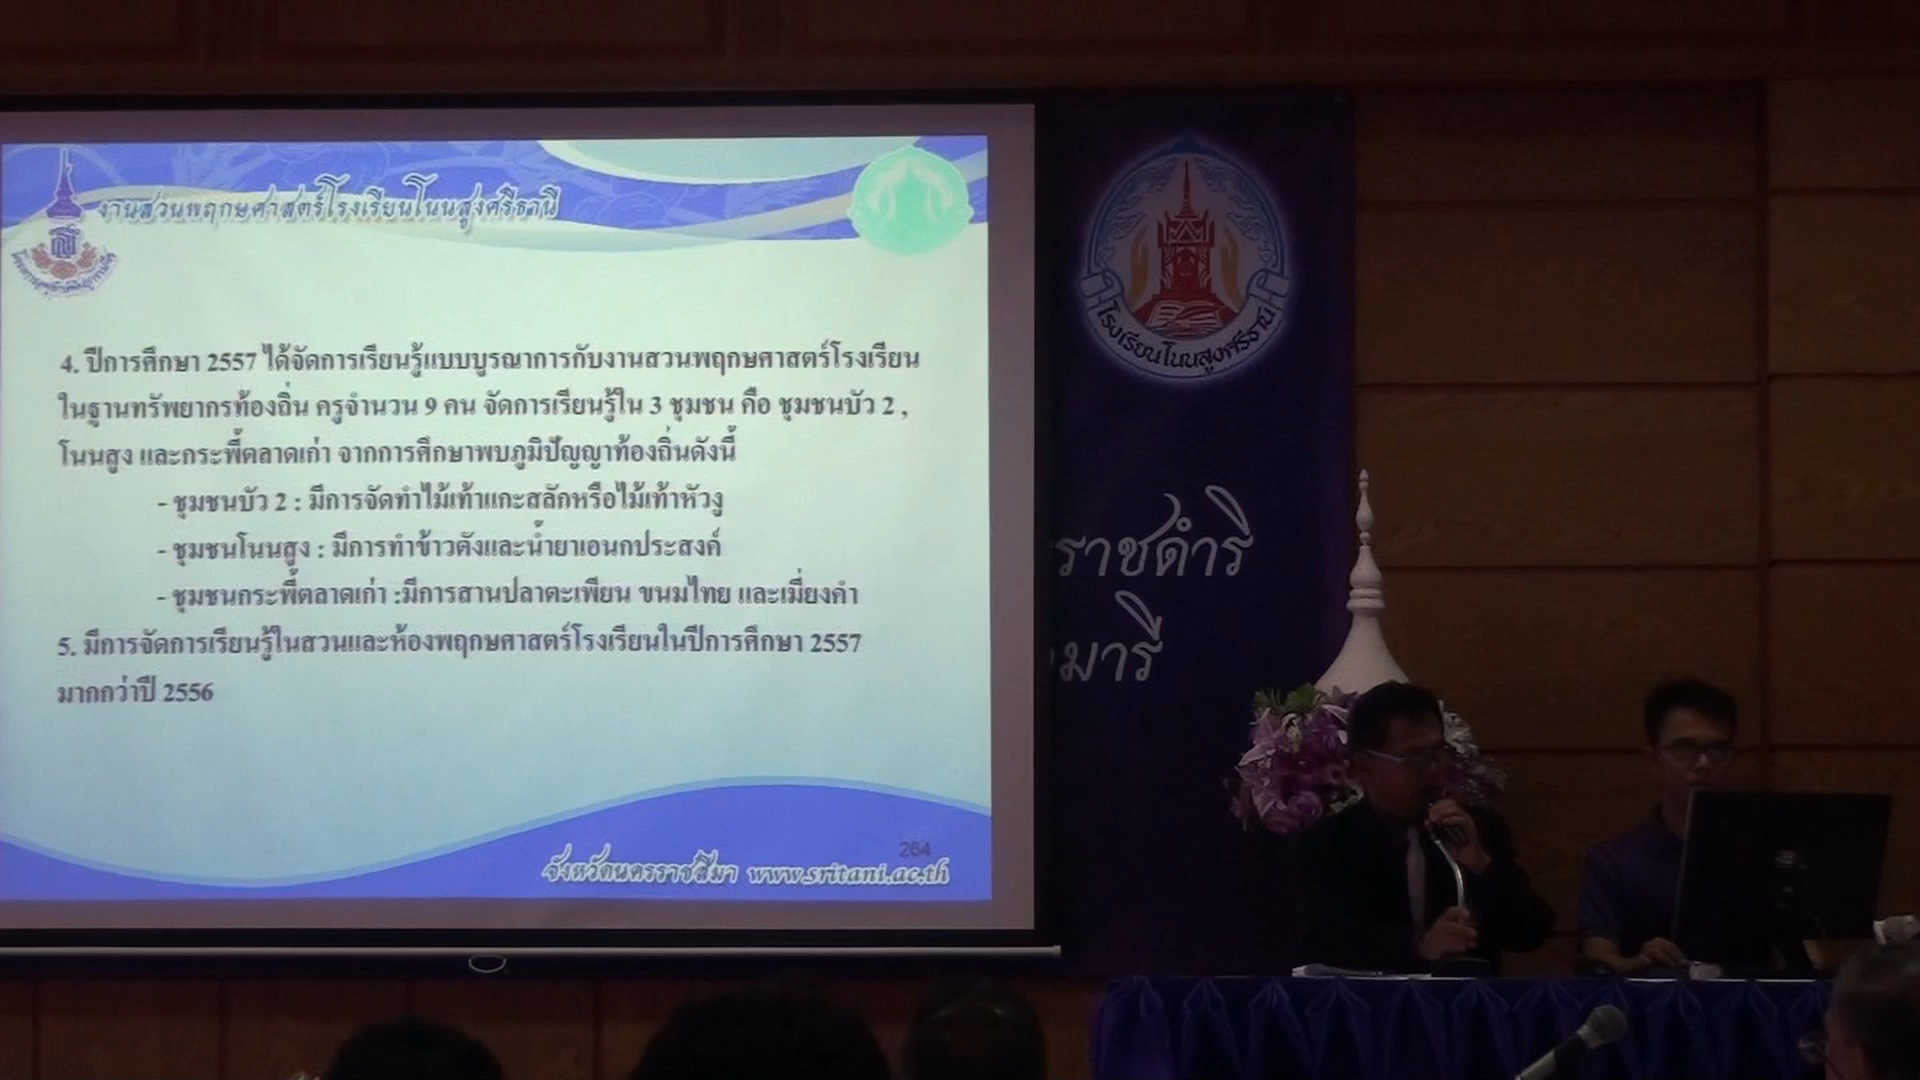 งานสวนพฤกษศาสตร์โรงเรียนโนนสูงศรีธานี
4. ปีการศึกษา 2557 ได้จัดการเรียนรู้แบบบูรณาการกับงานสวนพฤกษศาสตร์โรงเรียน
ในฐานทรัพยากรท้องถิ่น ครูจำนวน 9 คน จัดการเรียนรู้ใน 3 ชุมชน คือ ชุมชนบัว 2 ,
โนนสูง และกระพี้ตลาดเก่า จากการศึกษาพบภูมิปัญญาท้องถิ่นดังนี้
- ชุมชนบัว 2 : มีการจัดทำไม้เท้าแกะสลักหรือไม้เท้าหัวงู
- ชุมชนโนนสูง : มีการทำข้าวตังและน้ำยาเอนกประสงค์
- ชุมชนกระพี้ตลาดเก่า :มีการสานปลาตะเพียน ขนมไทย และเมี่ยงคำ
5. มีการจัดการเรียนรู้ในสวนและห้องพฤกษศาสตร์โรงเรียนในปีการศึกษา 2557
มากกว่าปี 2556
264
จังหวัดนครราชสีมา www.sritani.ac.th
โรงเรียนโนนสูงศรีธานี
ราชดำริ
มารี